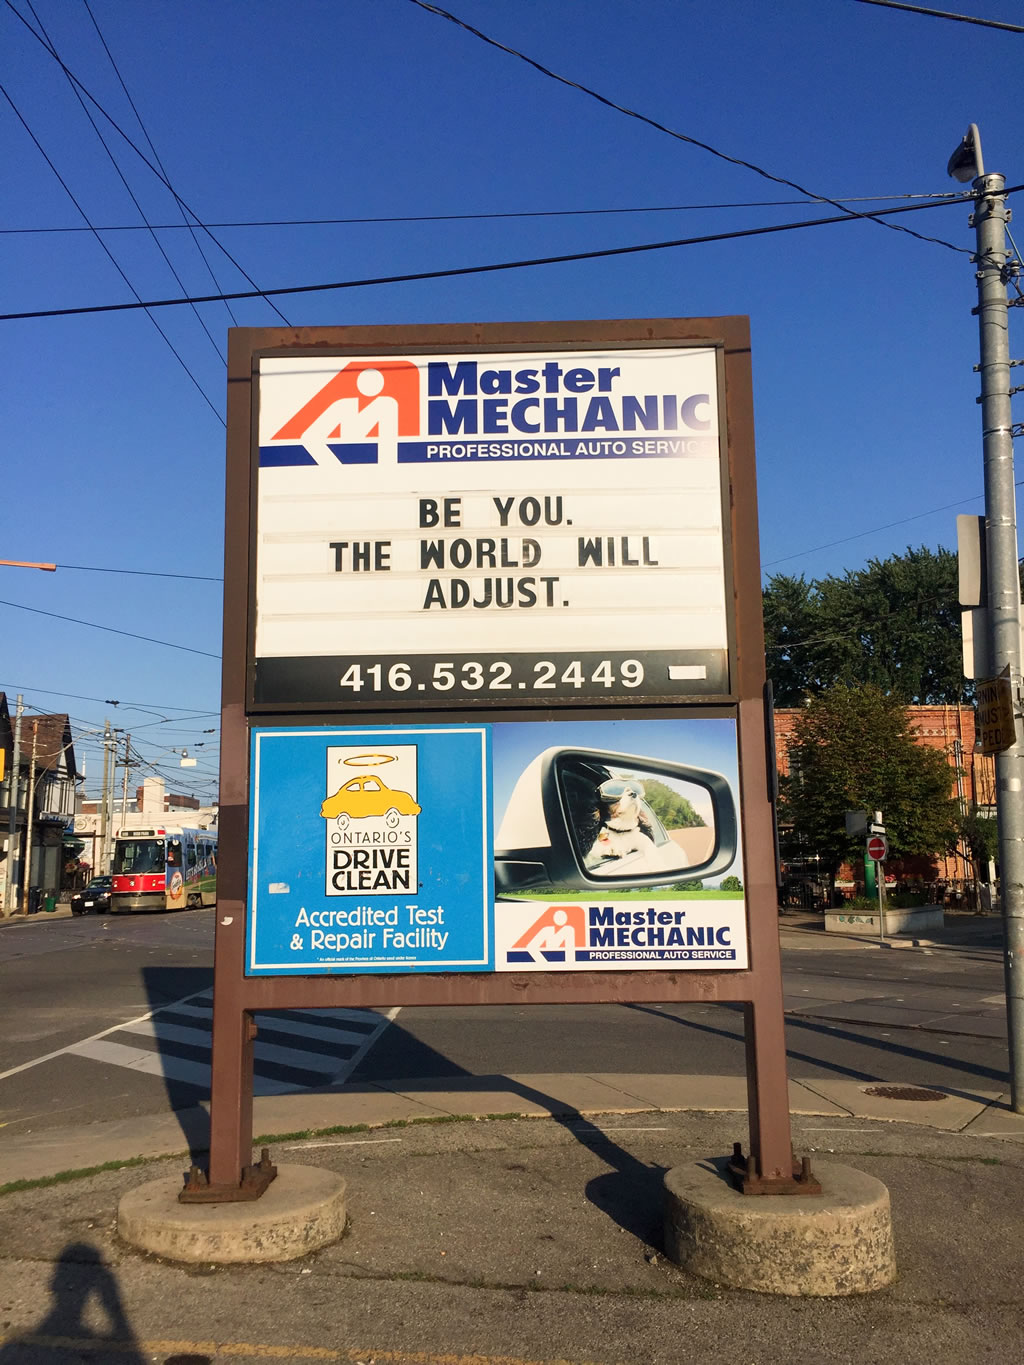 Master
MECHANIC
PROFESSIONAL AUTO SERVICE
BE YOU.
THE WORLD WILL
ADJUST.
416.532.2449
ONTARIO'S
DRIVE
CLEAN
Accredited Test
& Repair Facility
Master
MECHANIC
PROFESSIONAL AUTO SERVICE